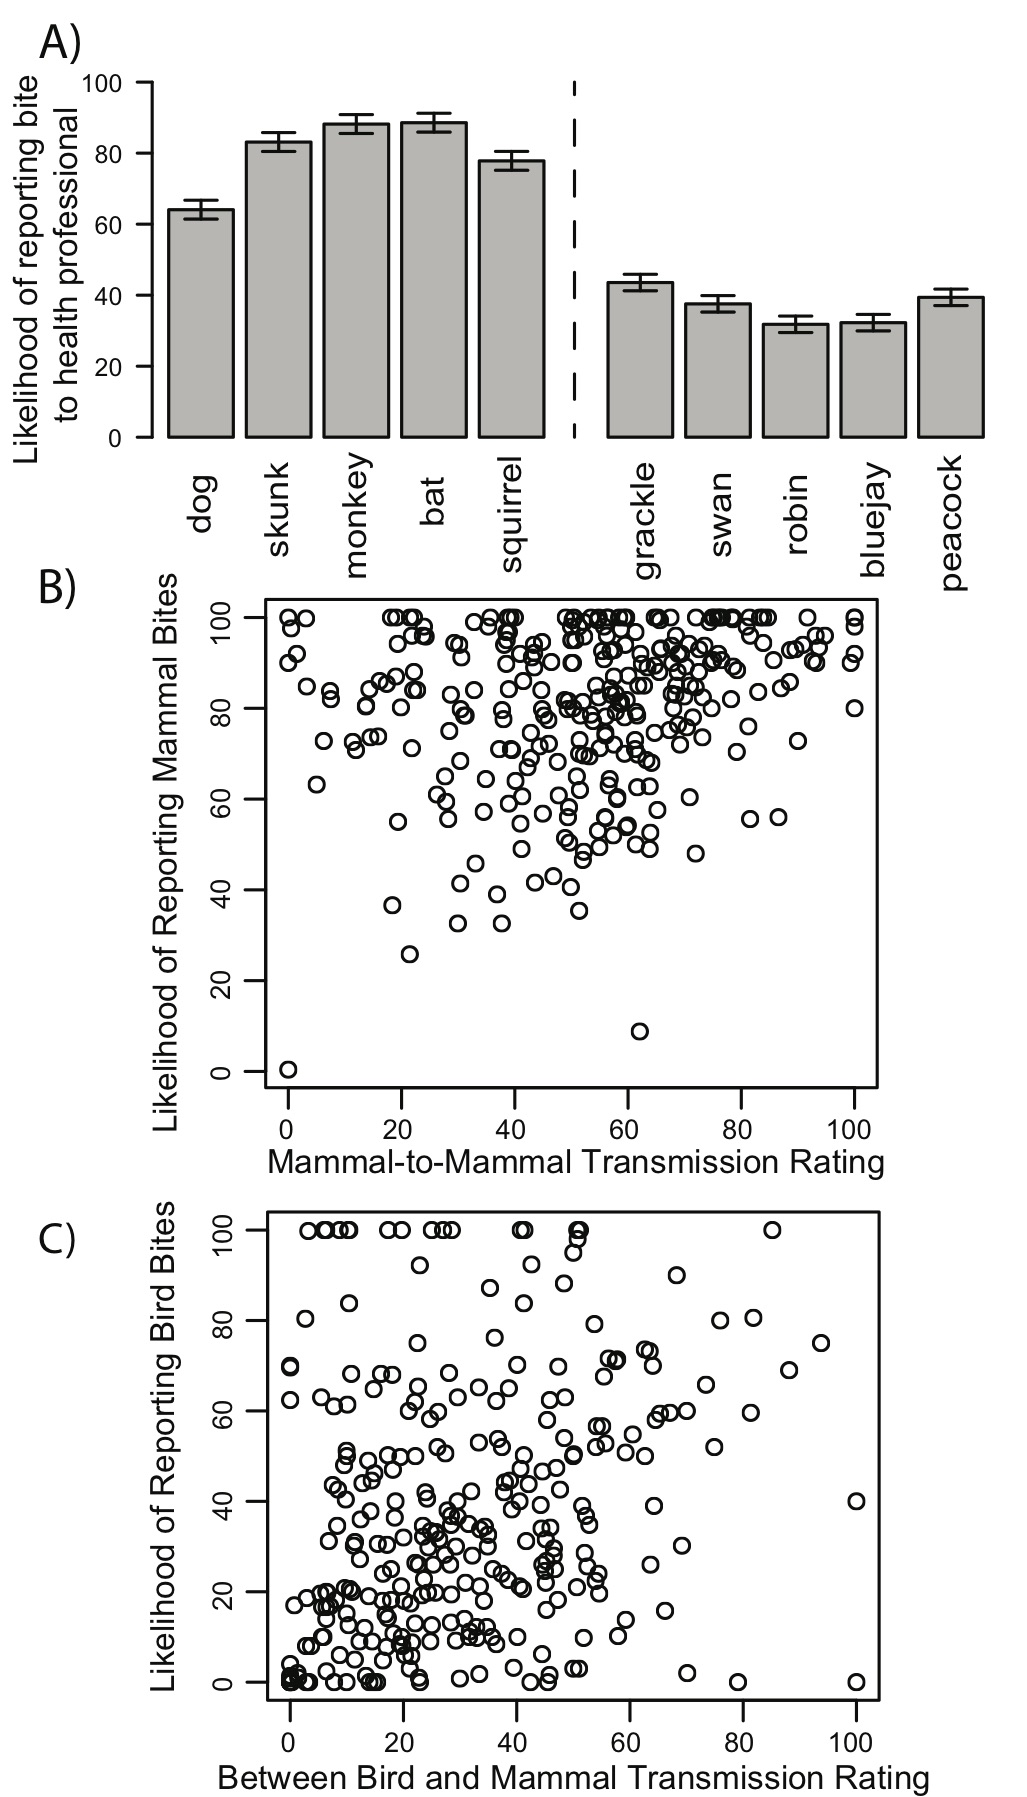 A)
Likelihood of reporting bite
to health professional
100
80
60
40
20
0
dog
skunk
monkey
bat
squirrel
grackle
swan
robin
bluejay
peacock
B)
Likelihood of Reporting Mammal Bites
100
80
60
40
20
0
0 20 40 60 80 100
Mammal-to-Mammal Transmission Rating
C)
Likelihood of Reporting Bird Bites
100
80
60
40
20
0
0 20 40 60 80 100
Between Bird and Mammal Transmission Rating